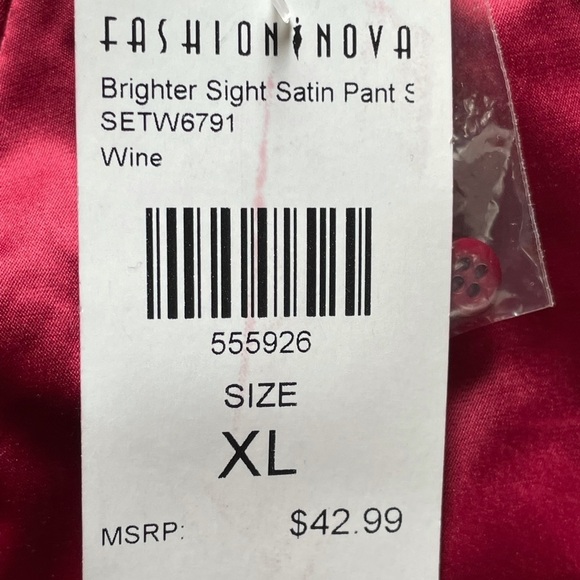 FASHION NOVA
Brighter Sight Satin Pant S
SETW6791
Wine
555926
SIZE
XL
MSRP: $42.99